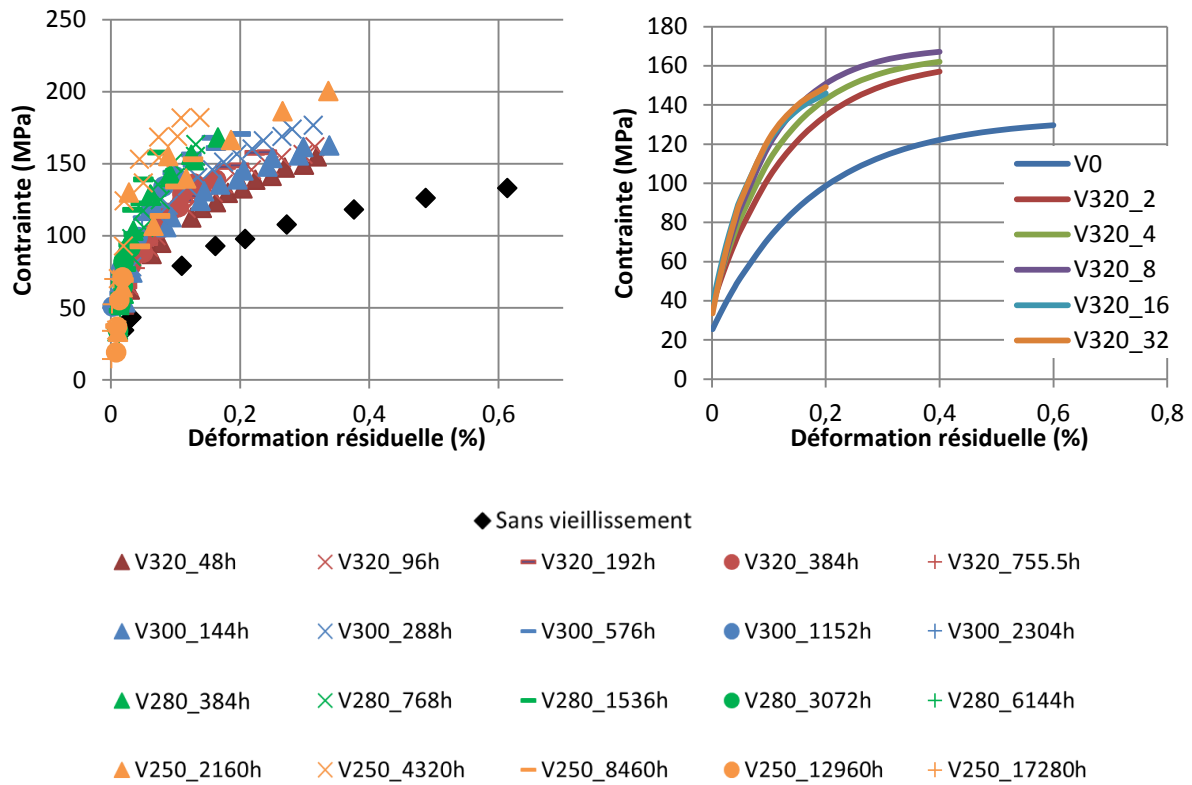 Contrainte (MPa)
250
200
150
100
50
0
0
0,2
0,4
0,6
Déformation résiduelle (%)
Contrainte (MPa)
180
160
140
120
100
80
60
40
20
0
0
0,2
0,4
0,6
0,8
Déformation résiduelle (%)
V0
V320_2
V320_4
V320_8
V320_16
V320_32
Sans vieillissement
V320_48h V320_96h V320_192h V320_384h V320_755.5h
V300_144h V300_288h V300_576h V300_1152h V300_2304h
V280_384h V280_768h V280_1536h V280_3072h V280_6144h
V250_2160h V250_4320h V250_8460h V250_12960h V250_17280h